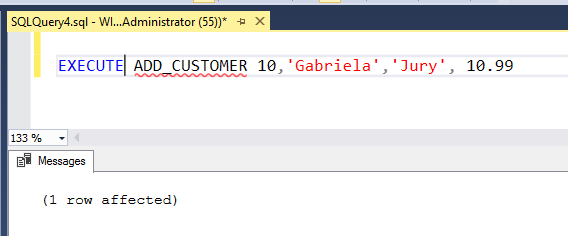 SQLQuery4.sql - WI...Administrator (55))*
EXECUTE ADD_CUSTOMER 10,'Gabriela','Jury', 10.99
133 %
Messages
(1 row affected)